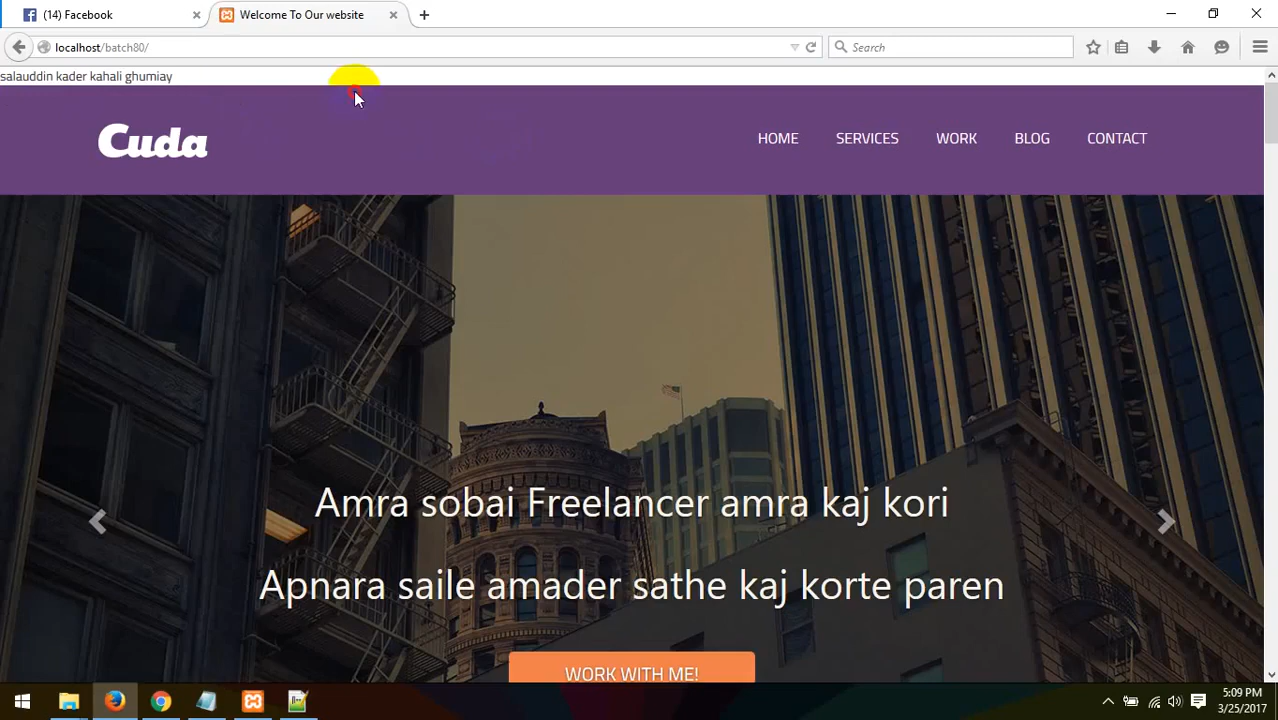 (14) Facebook
Welcome To Our website
localhost/batch80/
Search
salauddin kader kahali ghumiay
Cuda
HOME SERVICES WORK BLOG CONTACT
Amra sobai Freelancer amra kaj kori
Apnara saile amader sathe kaj korte paren
WORK WITH ME!
5:09 PM
3/25/2017